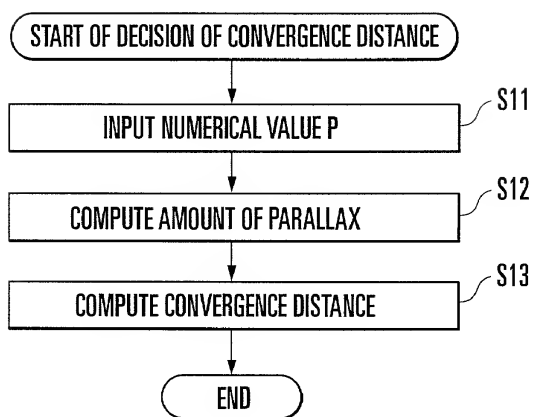 START OF DECISION OF CONVERGENCE DISTANCE
S11
INPUT NUMERICAL VALUE P
S12
COMPUTE AMOUNT OF PARALLAX
S13
COMPUTE CONVERGENCE DISTANCE
END